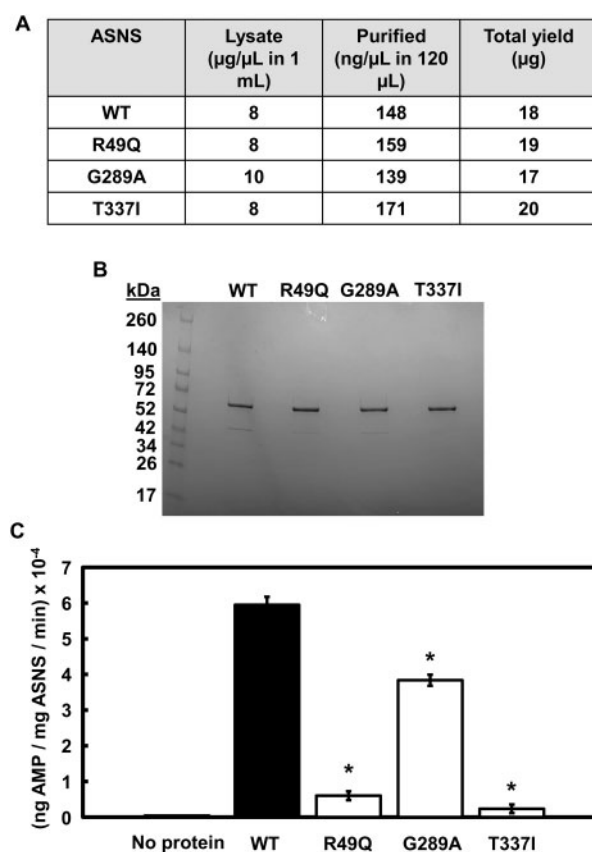 A
ASNS Lysate (µg/µL in 1 mL) Purified (ng/µL in 120 µL) Total yield (µg)
WT 8 148 18
R49Q 8 159 19
G289A 10 139 17
T337I 8 171 20
B
kDa WT R49Q G289A T337I
260
140
95
72
52
42
34
26
17
C
(ng AMP / mg ASNS / min) x 10-4
7
6
5
4
3
2
1
0
*
*
*
No protein WT R49Q G289A T337I